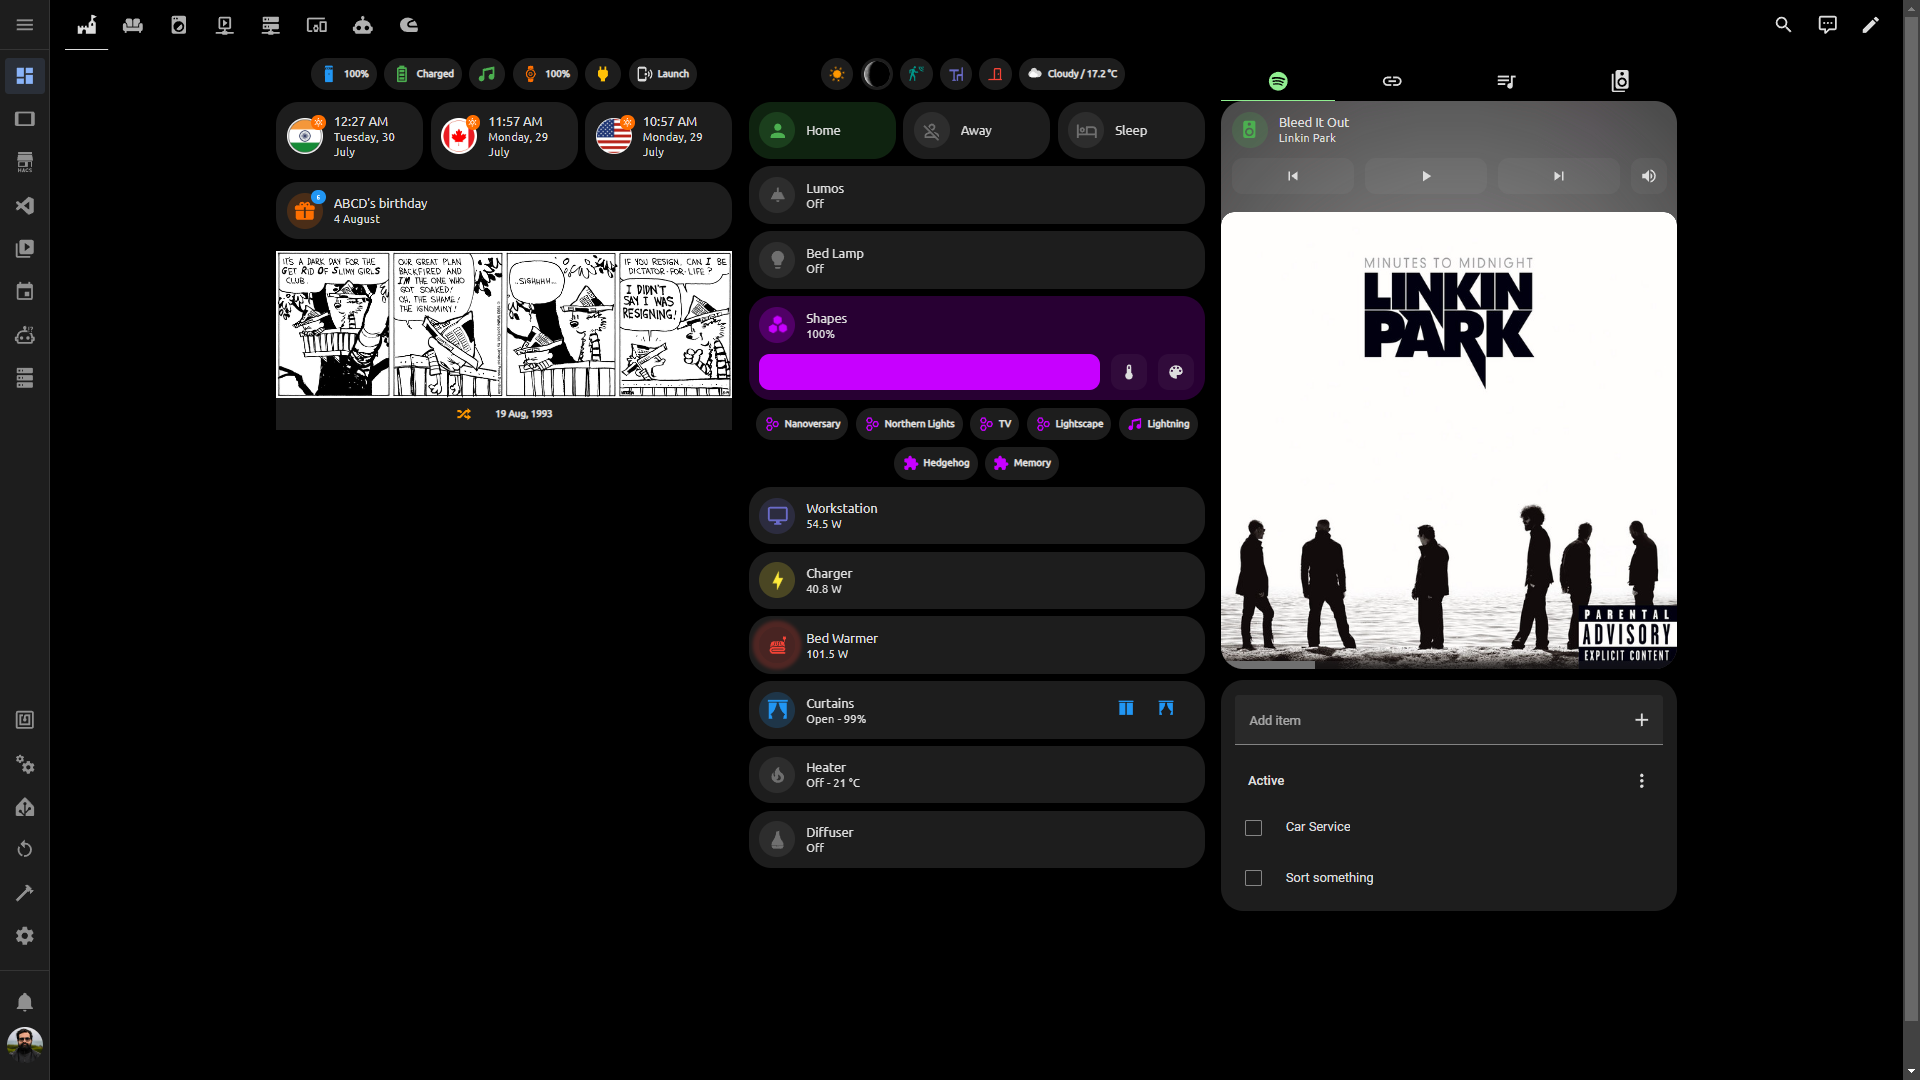 100%
Charged
100%
Launch
Cloudy / 17.2 °C
HACS
12:27 AM
Tuesday, 30
July
11:57 AM
Monday, 29
July
10:57 AM
Monday, 29
July
6
ABCD's birthday
4 August
IT'S A DARK DAY FOR THE
GET RID OF SLIMY GIRLS
CLUB.
OUR GREAT PLAN
BACKFIRED AND
I'M THE ONE WHO
GOT SOAKED!
OH, THE SHAME!
THE IGNOMINY!
..SIGHHHH...
IF YOU RESIGN, CAN I BE
DICTATOR-FOR-LIFE?
I DIDN'T
SAY I WAS
RESIGNING!
19 Aug, 1993
Home
Away
Sleep
Lumos
Off
Bed Lamp
Off
Shapes
100%
Nanoversary
Northern Lights
TV
Lightscape
Lightning
Hedgehog
Memory
Workstation
54.5 W
Charger
40.8 W
Bed Warmer
101.5 W
Curtains
Open - 99%
Heater
Off - 21 °C
Diffuser
Off
Bleed It Out
Linkin Park
MINUTES TO MIDNIGHT
LINKIN
PARK
PARENTAL
ADVISORY
EXPLICIT CONTENT
Add item
Active
Car Service
Sort something